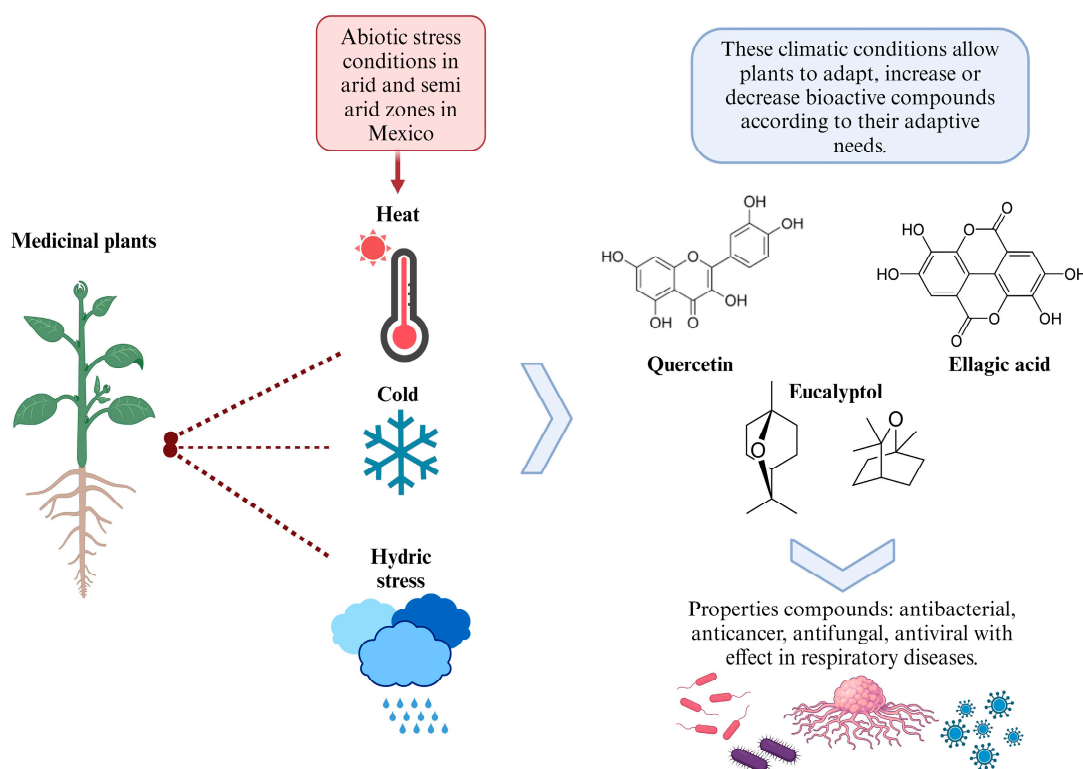 Abiotic stress
conditions in
arid and semi
arid zones in
Mexico
These climatic conditions allow
plants to adapt, increase or
decrease bioactive compounds
according to their adaptive
needs.
Medicinal plants
Heat
Cold
Hydric
stress
OH
HO
OH
HO
O
OH
OH
O
Quercetin
O
HO
O
HO
OH
O
OH
O
Ellagic acid
Eucalyptol
O
O
Properties compounds: antibacterial,
anticancer, antifungal, antiviral with
effect in respiratory diseases.